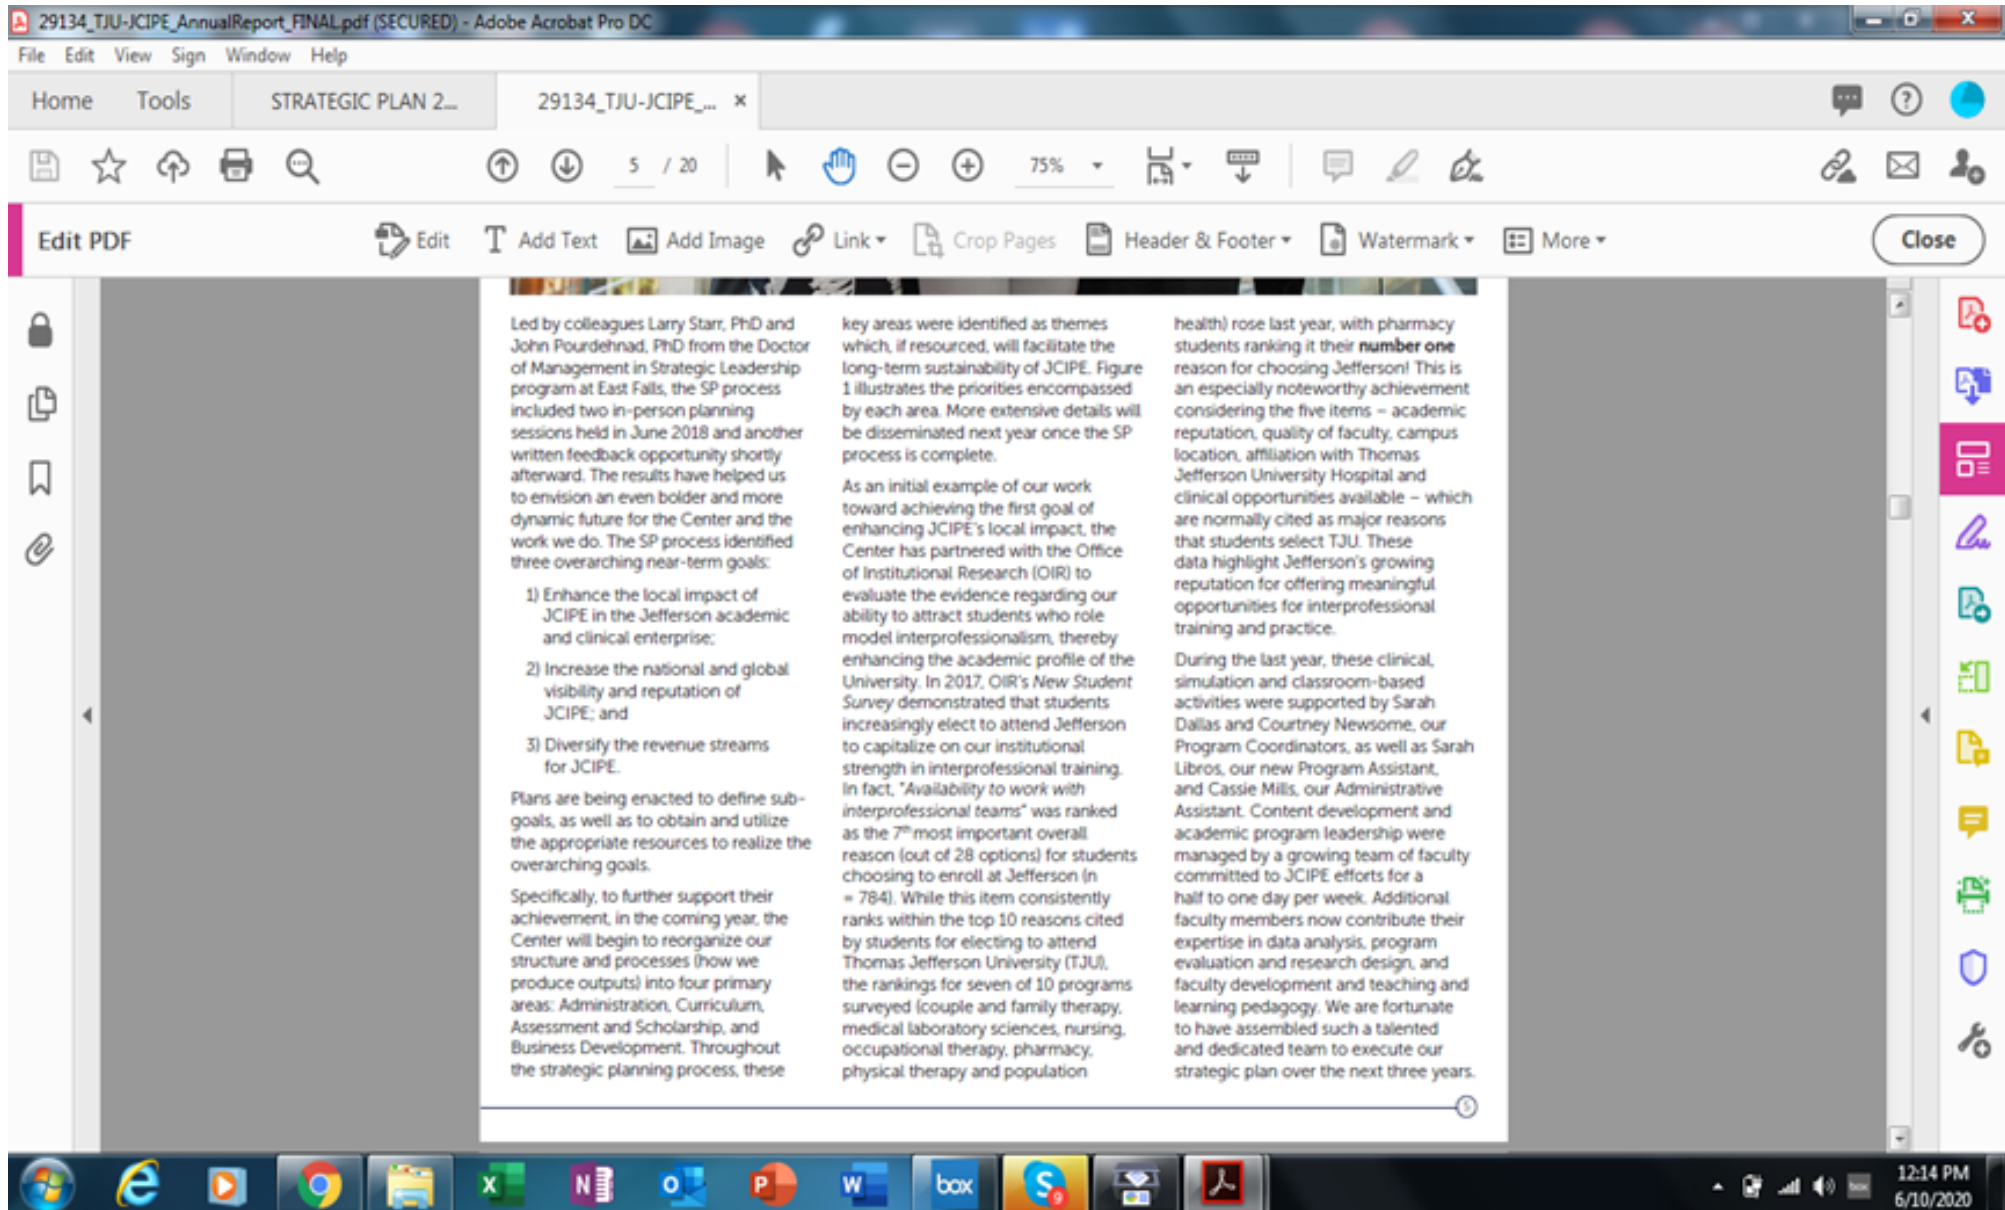 29134_TJU-JCIPE_AnnualReport_FINAL.pdf (SECURED) - Adobe Acrobat Pro DC
File Edit View Sign Window Help
Home Tools STRATEGIC PLAN 2... 29134_TJU-JCIPE_... ×
5 / 20 75%
Edit PDF Edit Add Text Add Image Link Crop Pages Header & Footer Watermark More Close
Led by colleagues Larry Starr, PhD and
John Pourdehnad, PhD from the Doctor
of Management in Strategic Leadership
program at East Falls, the SP process
included two in-person planning
sessions held in June 2018 and another
written feedback opportunity shortly
afterward. The results have helped us
to envision an even bolder and more
dynamic future for the Center and the
work we do. The SP process identified
three overarching near-term goals:
1) Enhance the local impact of
JCIPE in the Jefferson academic
and clinical enterprise;
2) Increase the national and global
visibility and reputation of
JCIPE; and
3) Diversify the revenue streams
for JCIPE.
Plans are being enacted to define sub-
goals, as well as to obtain and utilize
the appropriate resources to realize the
overarching goals.
Specifically, to further support their
achievement, in the coming year, the
Center will begin to reorganize our
structure and processes (how we
produce outputs) into four primary
areas: Administration, Curriculum,
Assessment and Scholarship, and
Business Development. Throughout
the strategic planning process, these
key areas were identified as themes
which, if resourced, will facilitate the
long-term sustainability of JCIPE. Figure
1 illustrates the priorities encompassed
by each area. More extensive details will
be disseminated next year once the SP
process is complete.
As an initial example of our work
toward achieving the first goal of
enhancing JCIPE's local impact, the
Center has partnered with the Office
of Institutional Research (OIR) to
evaluate the evidence regarding our
ability to attract students who role
model interprofessionalism, thereby
enhancing the academic profile of the
University. In 2017, OIR's New Student
Survey demonstrated that students
increasingly elect to attend Jefferson
to capitalize on our institutional
strength in interprofessional training.
In fact, "Availability to work with
interprofessional teams" was ranked
as the 7th most important overall
reason (out of 28 options) for students
choosing to enroll at Jefferson (n
= 784). While this item consistently
ranks within the top 10 reasons cited
by students for electing to attend
Thomas Jefferson University (TJU),
the rankings for seven of 10 programs
surveyed (couple and family therapy,
medical laboratory sciences, nursing,
occupational therapy, pharmacy,
physical therapy and population
health) rose last year, with pharmacy
students ranking it their number one
reason for choosing Jefferson! This is
an especially noteworthy achievement
considering the five items – academic
reputation, quality of faculty, campus
location, affiliation with Thomas
Jefferson University Hospital and
clinical opportunities available – which
are normally cited as major reasons
that students select TJU. These
data highlight Jefferson's growing
reputation for offering meaningful
opportunities for interprofessional
training and practice.
During the last year, these clinical,
simulation and classroom-based
activities were supported by Sarah
Dallas and Courtney Newsome, our
Program Coordinators, as well as Sarah
Libros, our new Program Assistant,
and Cassie Mills, our Administrative
Assistant. Content development and
academic program leadership were
managed by a growing team of faculty
committed to JCIPE efforts for a
half to one day per week. Additional
faculty members now contribute their
expertise in data analysis, program
evaluation and research design, and
faculty development and teaching and
learning pedagogy. We are fortunate
to have assembled such a talented
and dedicated team to execute our
strategic plan over the next three years.
5
box
S 9
12:14 PM
6/10/2020